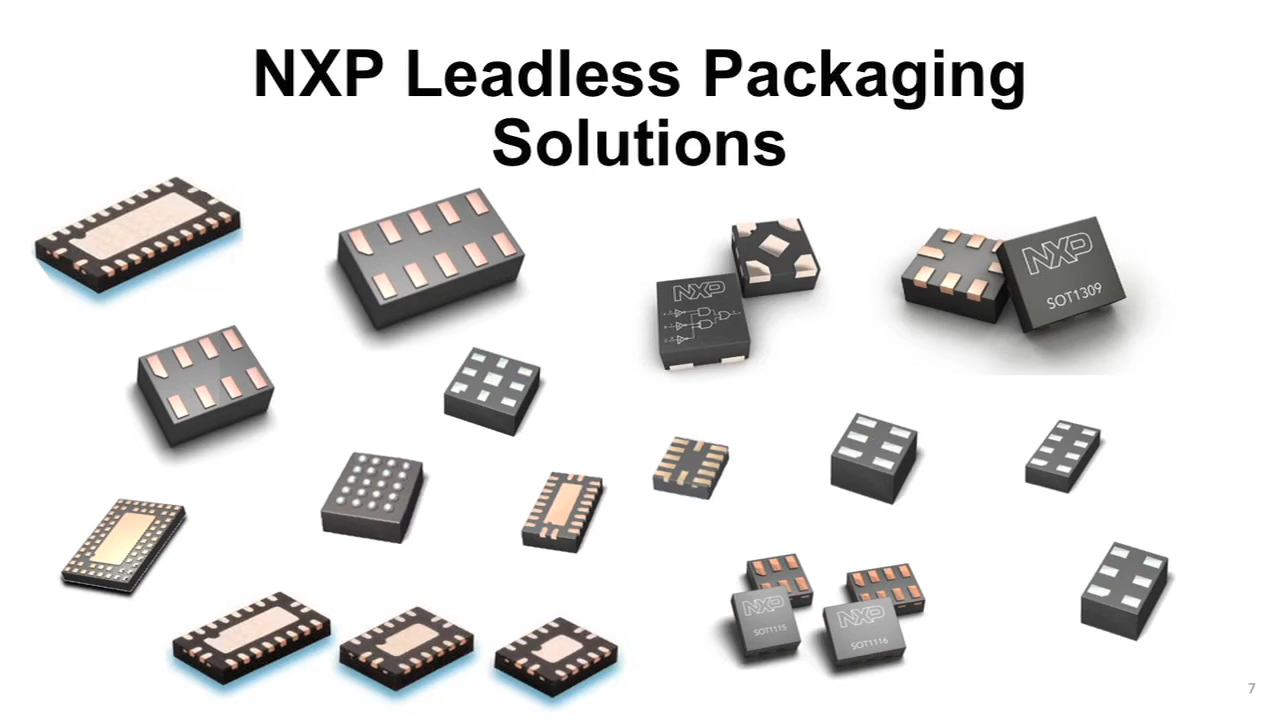 NXP Leadless Packaging
Solutions
NXP
NXP
SOT1309
NXP
SOT1115
NXP
SOT1116
7